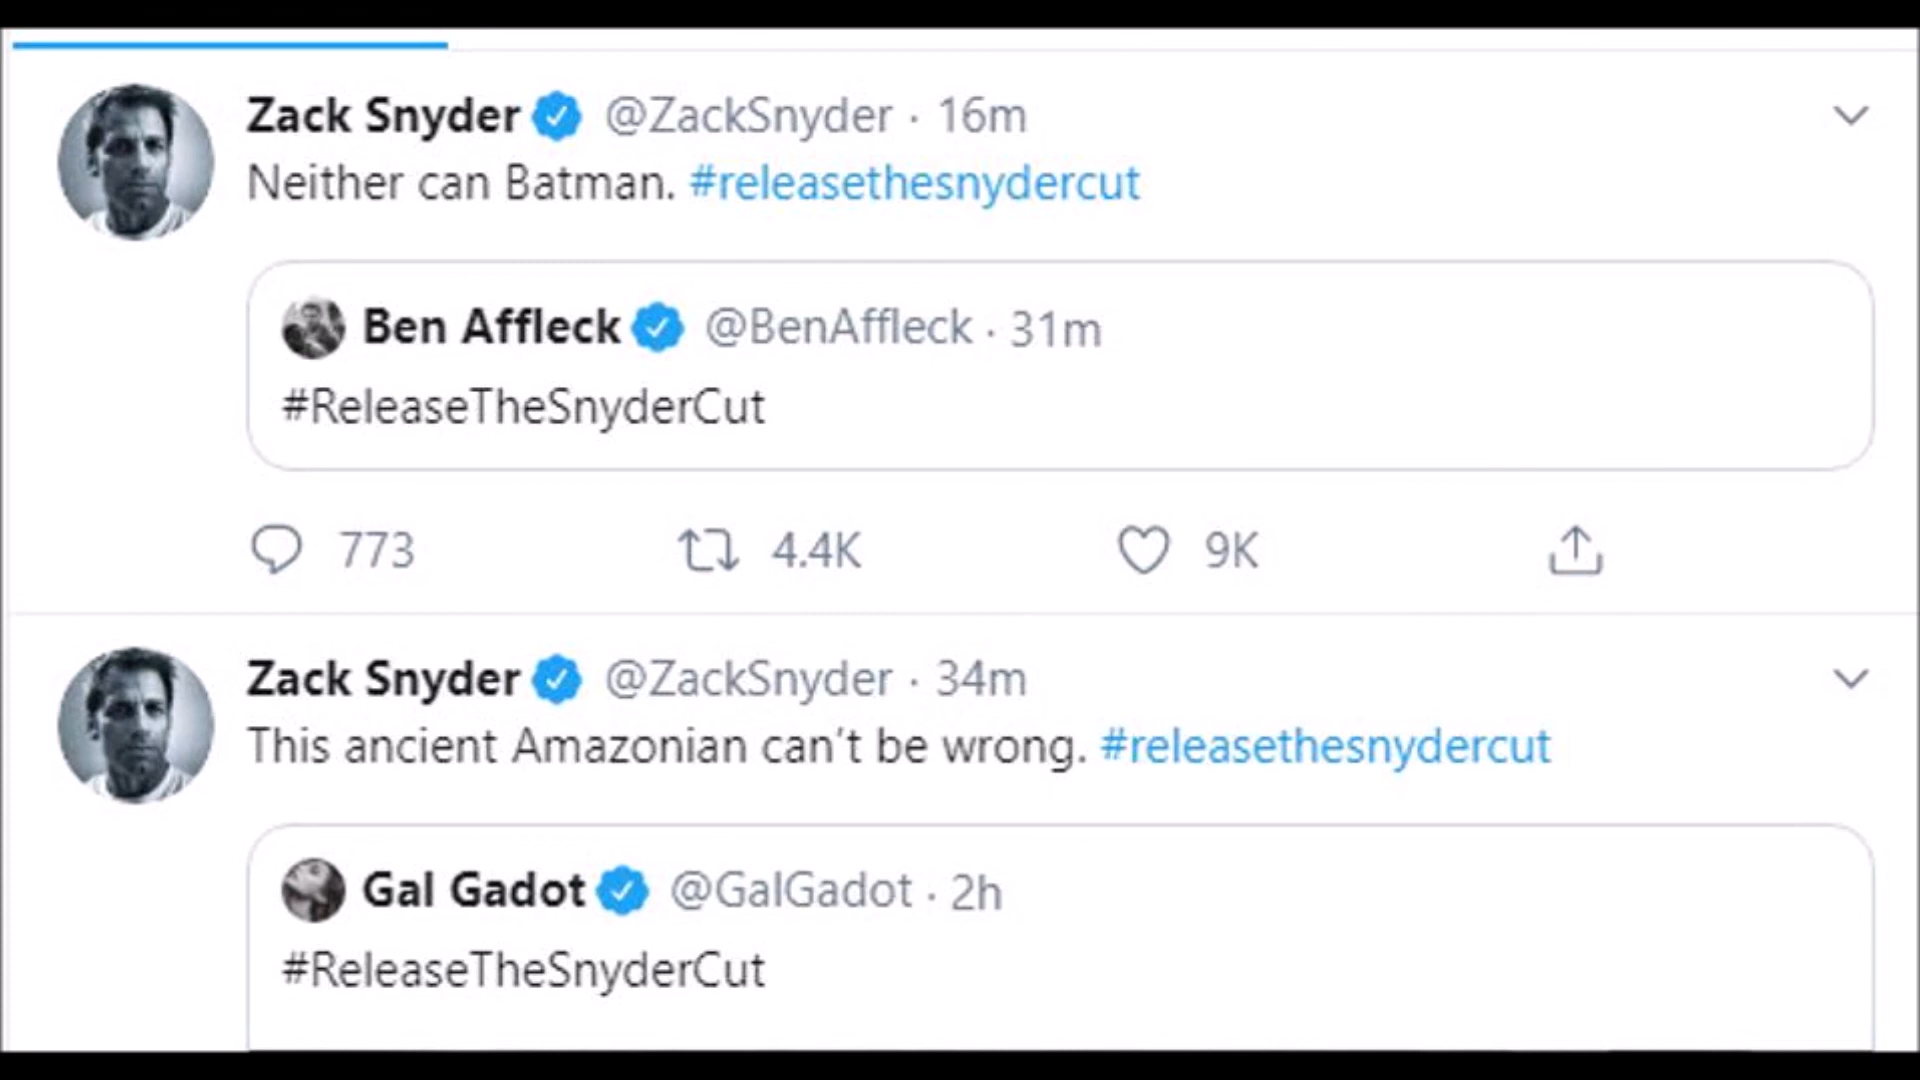 Zack Snyder @ZackSnyder · 16m
Neither can Batman. #releasethesnydercut
Ben Affleck @BenAffleck · 31m
#ReleaseTheSnyderCut
773 4.4K 9K
Zack Snyder @ZackSnyder · 34m
This ancient Amazonian can’t be wrong. #releasethesnydercut
Gal Gadot @GalGadot · 2h
#ReleaseTheSnyderCut